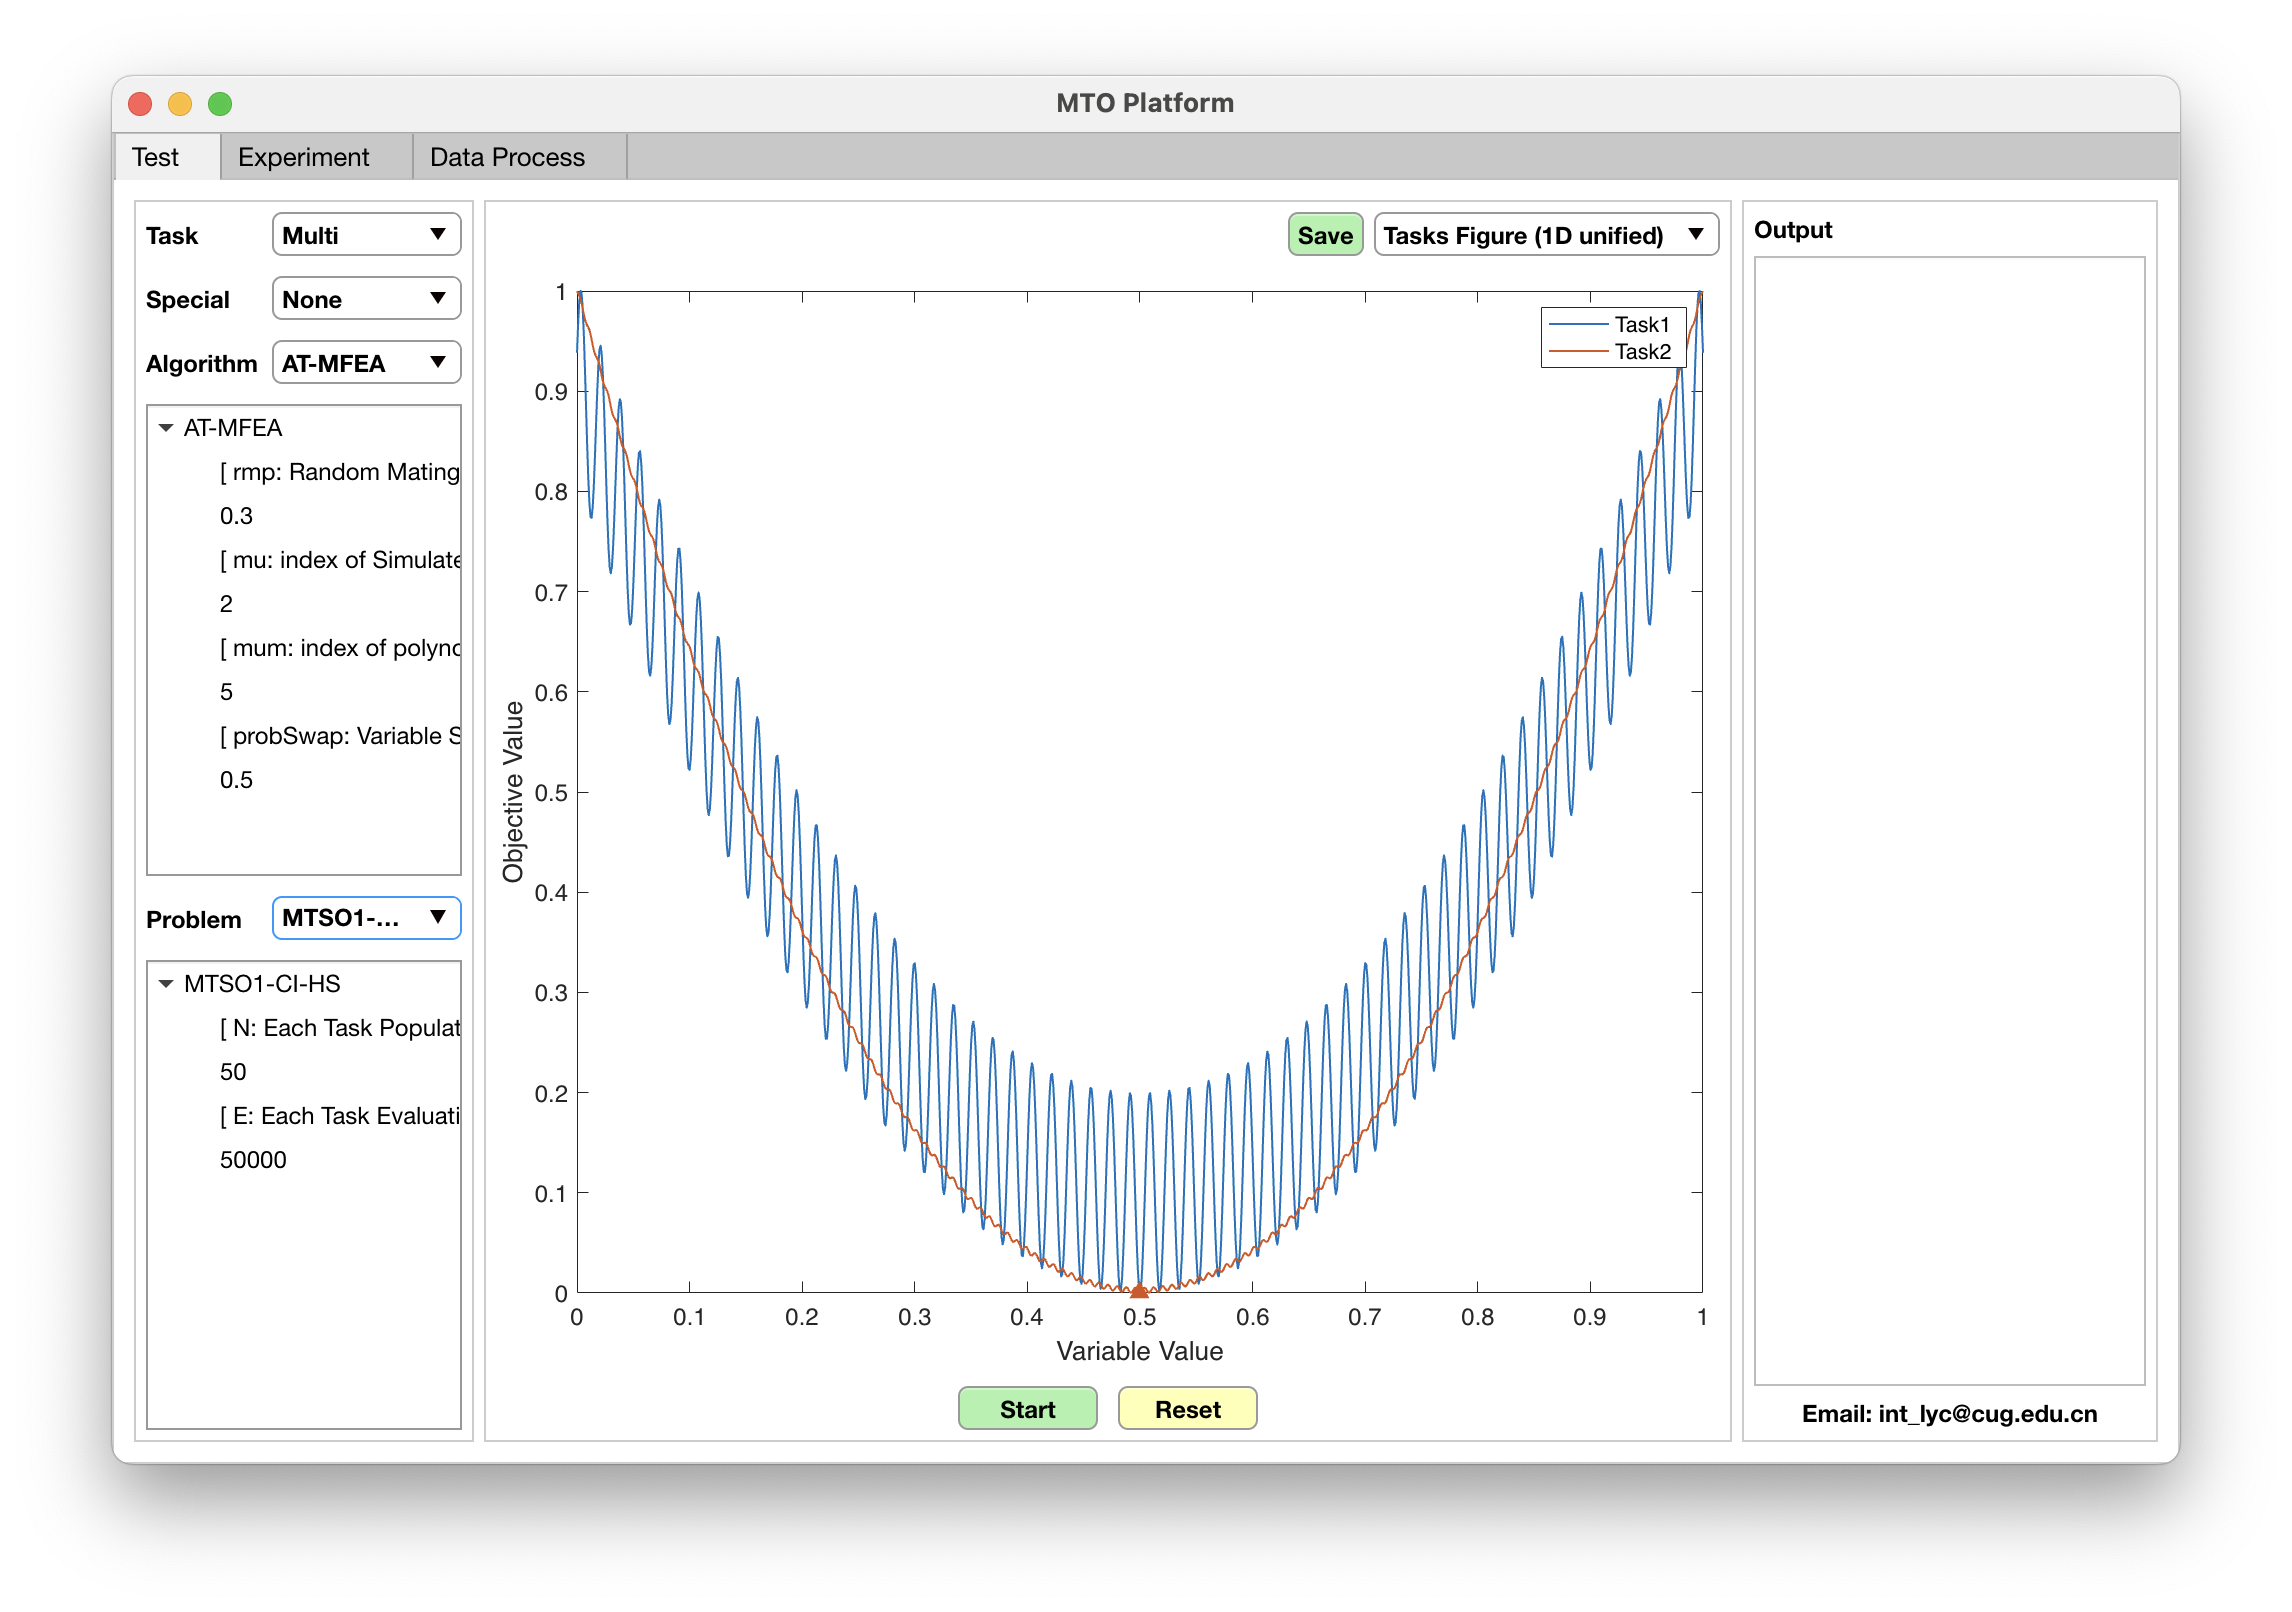 MTO Platform
Test Experiment Data Process
Task Multi
Special None
Algorithm AT-MFEA
AT-MFEA
[ rmp: Random Mating
0.3
[ mu: index of Simulate
2
[ mum: index of polyno
5
[ probSwap: Variable S
0.5
Problem MTSO1-...
MTSO1-CI-HS
[ N: Each Task Populat
50
[ E: Each Task Evaluati
50000
Save Tasks Figure (1D unified)
Task1
Task2
1
0.9
0.8
0.7
0.6
0.5
0.4
0.3
0.2
0.1
0
Objective Value
0 0.1 0.2 0.3 0.4 0.5 0.6 0.7 0.8 0.9 1
Variable Value
Start Reset
Output
Email: int_lyc@cug.edu.cn